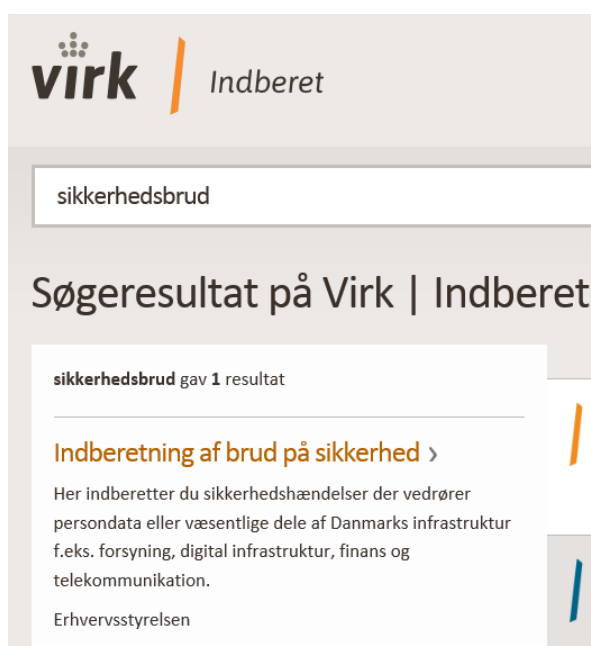 virk
Indberet
sikkerhedsbrud
Søgeresultat på Virk | Indberet
sikkerhedsbrud gav 1 resultat
Indberetning af brud på sikkerhed ›
Her indberetter du sikkerhedshændelser der vedrører
persondata eller væsentlige dele af Danmarks infrastruktur
f.eks. forsyning, digital infrastruktur, finans og
telekommunikation.
Erhvervsstyrelsen